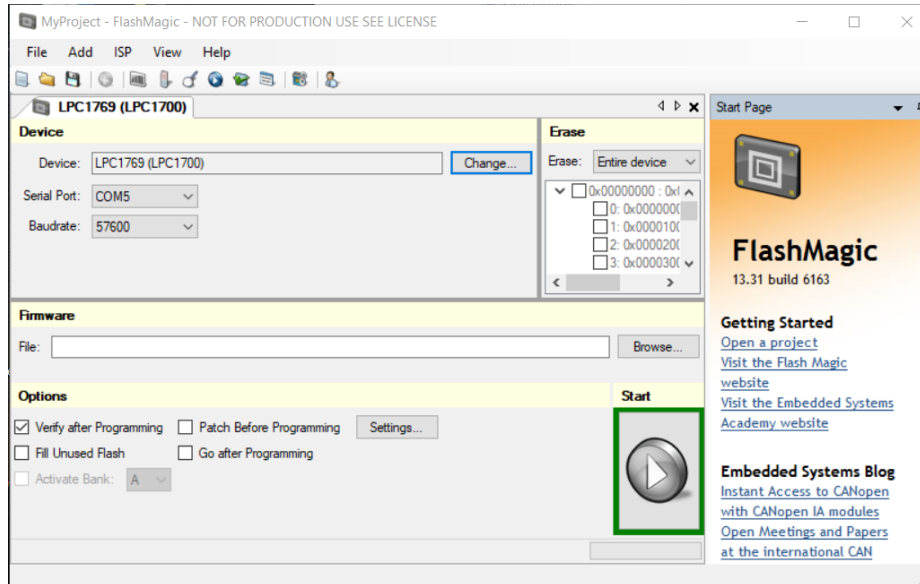 MyProject - FlashMagic - NOT FOR PRODUCTION USE SEE LICENSE
File Add ISP View Help
LPC1769 (LPC1700)
Start Page
Device
Device: LPC1769 (LPC1700) Change...
Serial Port: COM5
Baudrate: 57600
Erase
Erase: Entire device
0x00000000 : 0x(
0: 0x0000000
1: 0x0000100
2: 0x0000200
3: 0x0000300
Firmware
File: Browse...
Options
Verify after Programming Patch Before Programming Settings...
Fill Unused Flash Go after Programming
Activate Bank: A
Start
FlashMagic
13.31 build 6163
Getting Started
Open a project
Visit the Flash Magic
website
Visit the Embedded Systems
Academy website
Embedded Systems Blog
Instant Access to CANopen
with CANopen IA modules
Open Meetings and Papers
at the international CAN